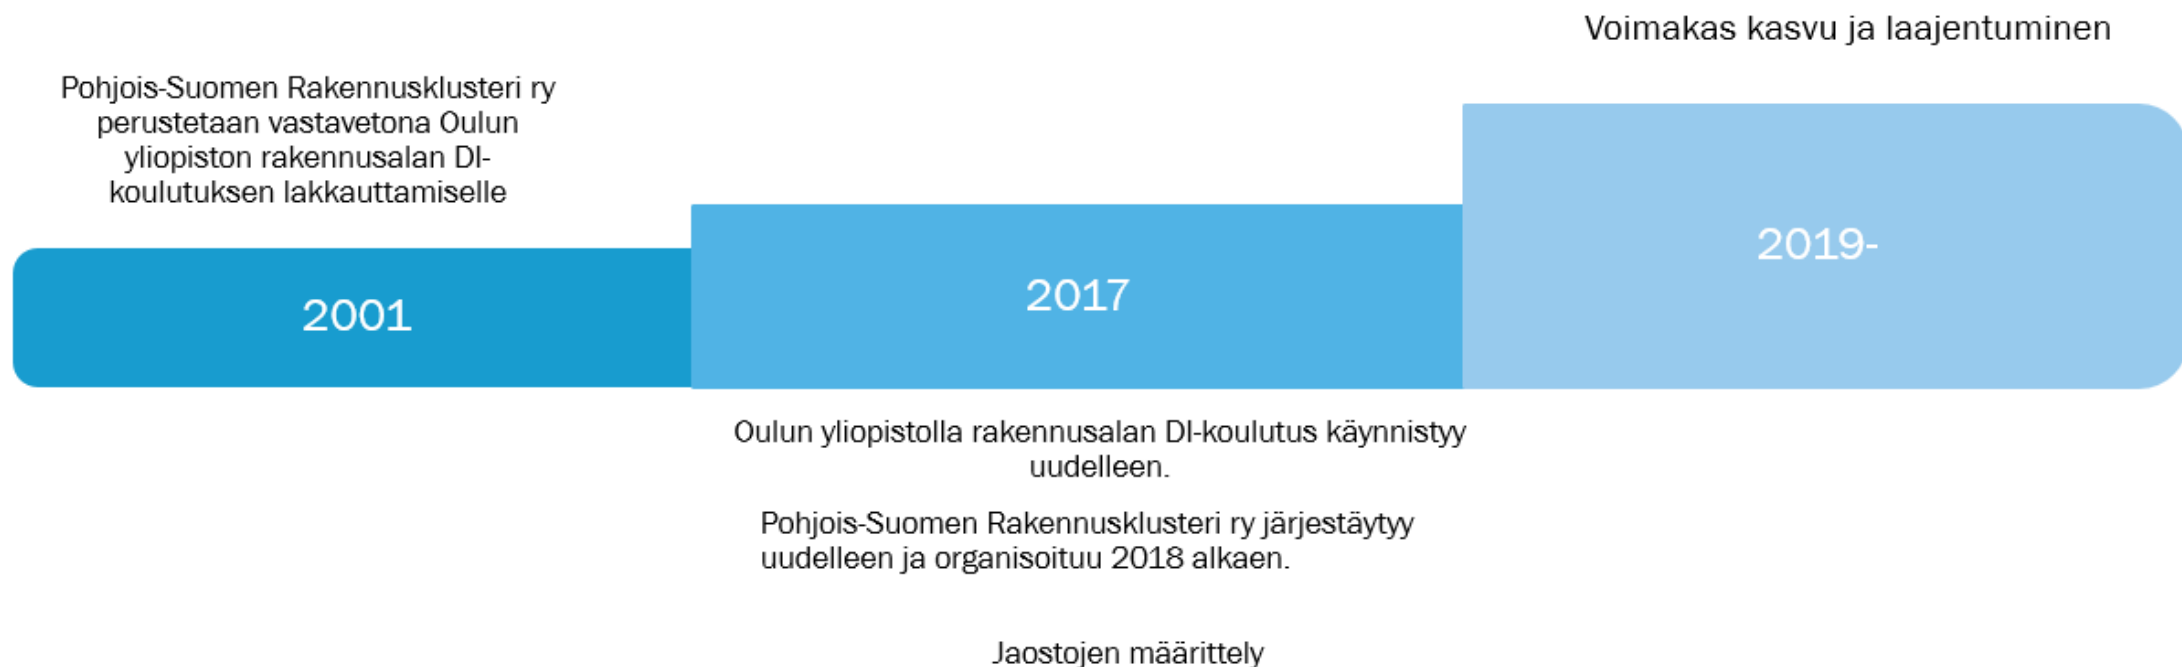 Voimakas kasvu ja laajentuminen
Pohjois-Suomen Rakennusklusteri ry
perustetaan vastavetona Oulun
yliopiston rakennusalan DI-
koulutuksen lakkauttamiselle
2001
2017
2019-
Oulun yliopistolla rakennusalan DI-koulutus käynnistyy
uudelleen.
Pohjois-Suomen Rakennusklusteri ry järjestäytyy
uudelleen ja organisoituu 2018 alkaen.
Jaostojen määrittely